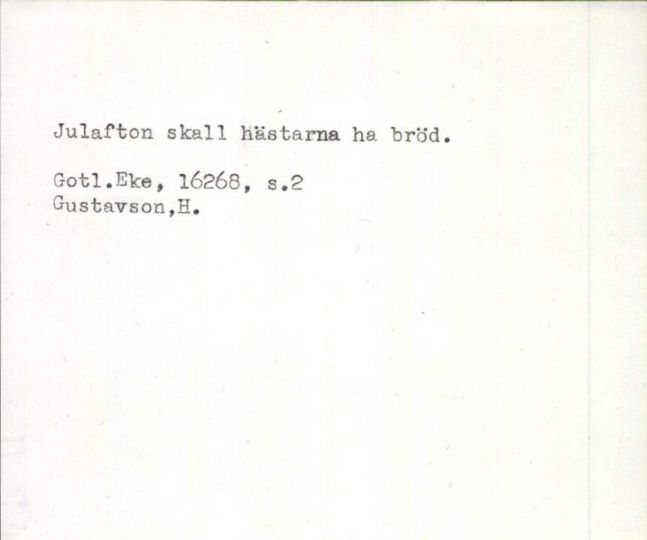 Julafton skall hästarna ha bröd.
Gotl.Eke, 16268, s.2
Gustavson,H.